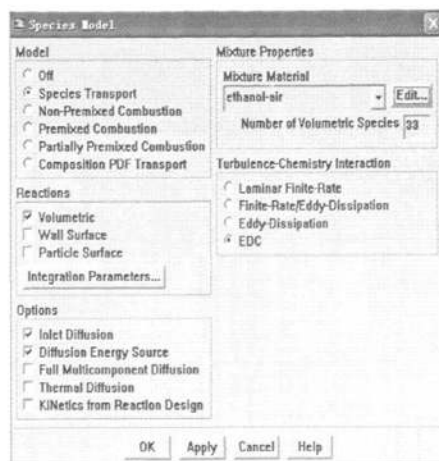 Species Model
Model
Off
Species Transport
Non-Premixed Combustion
Premixed Combustion
Partially Premixed Combustion
Composition PDF Transport
Reactions
Volumetric
Wall Surface
Particle Surface
Integration Parameters...
Options
Inlet Diffusion
Diffusion Energy Source
Full Multicomponent Diffusion
Thermal Diffusion
KINetics from Reaction Design
Mixture Properties
Mixture Material
ethanol-air
Edit...
Number of Volumetric Species 33
Turbulence-Chemistry Interaction
Laminar Finite-Rate
Finite-Rate/Eddy-Dissipation
Eddy-Dissipation
EDC
OK Apply Cancel Help